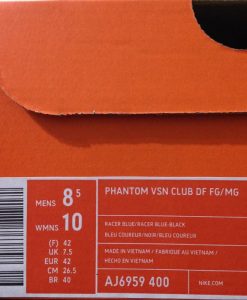 PHANTOM VSN CLUB DF FG/MG
MENS 8.5
WMNS 10
RACER BLUE/RACER BLUE-BLACK
BLEU COUREUR/NOIR/BLEU COUREUR
(F) 42
UK 7.5
EUR 42
CM 26.5
BR 40
MADE IN VIETNAM / FABRIQUÉ AU VIETNAM /
HECHO EN VIETNAM
AJ6959 400
NIKE.COM